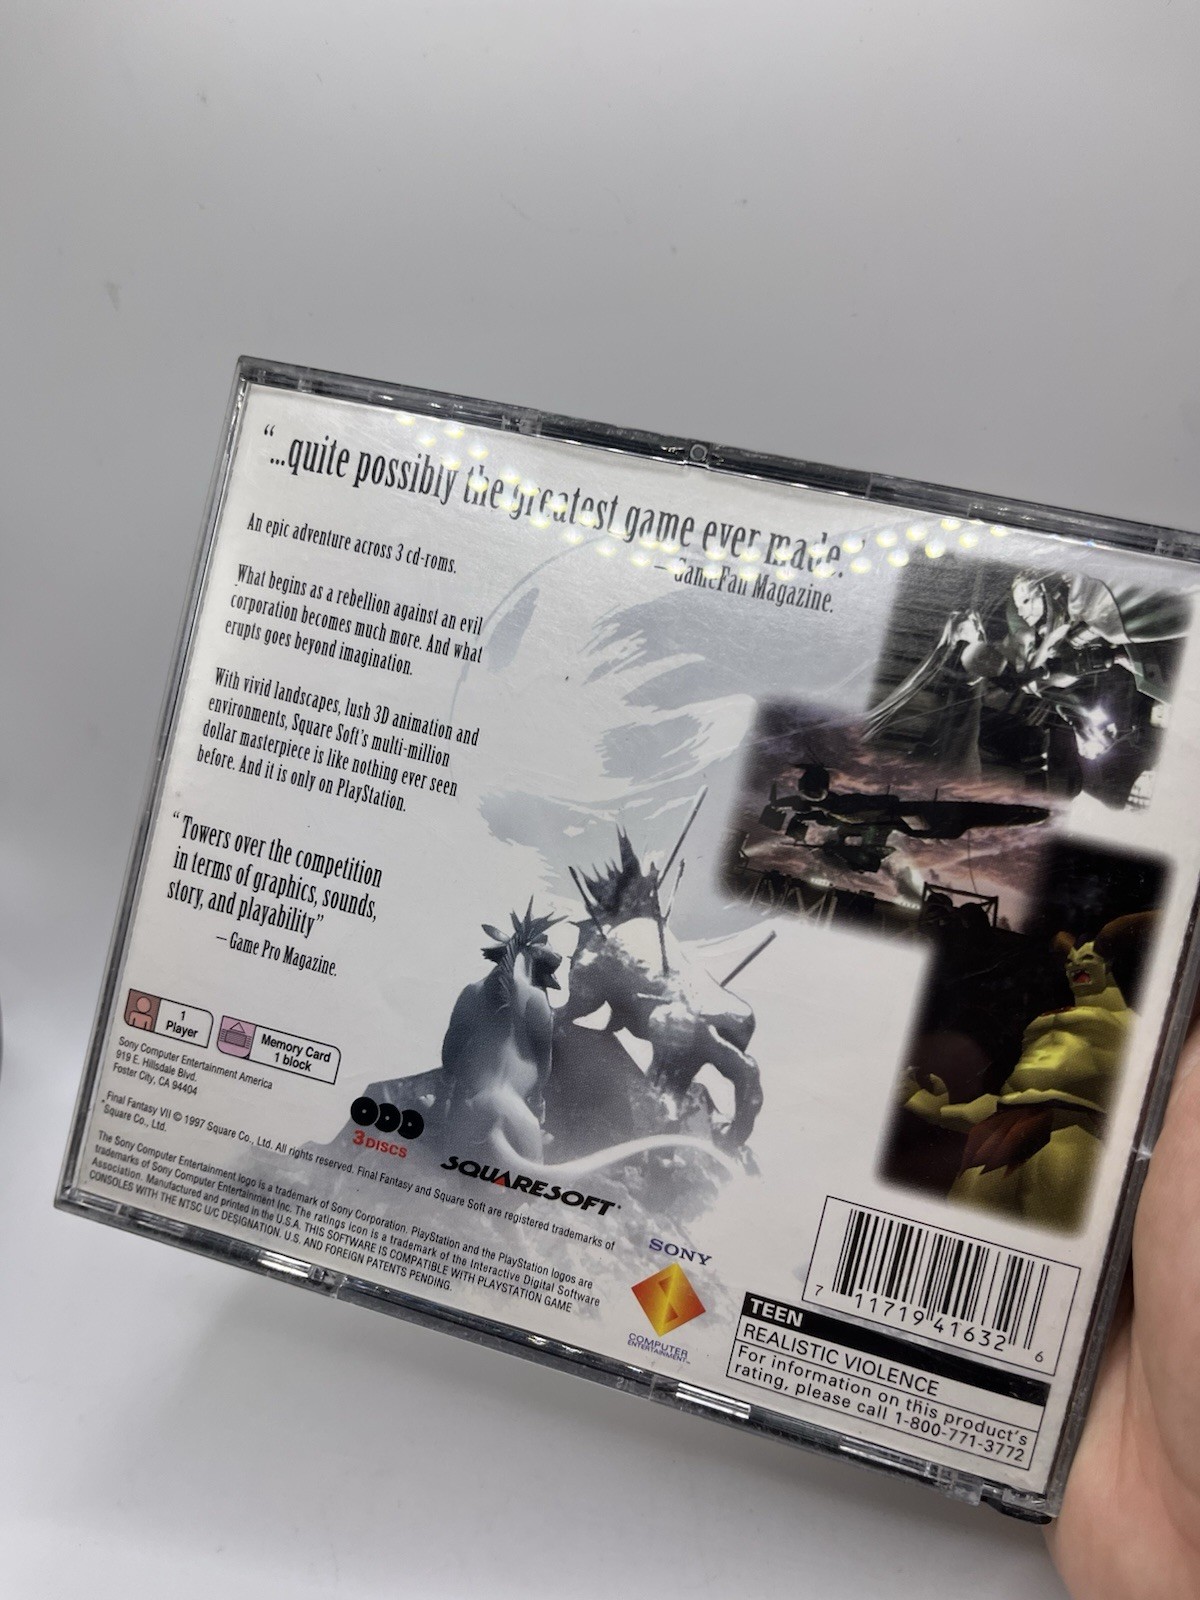 “...quite possibly the greatest game ever made.”
– GameFan Magazine.
An epic adventure across 3 cd-roms.
What begins as a rebellion against an evil
corporation becomes much more. And what
erupts goes beyond imagination.
With vivid landscapes, lush 3D animation and
environments, Square Soft's multi-million
dollar masterpiece is like nothing ever seen
before. And it is only on PlayStation.
“Towers over the competition
in terms of graphics, sounds,
story, and playability”
– Game Pro Magazine.
1
Player
Memory Card
1 block
Sony Computer Entertainment America
919 E. Hillsdale Blvd.
Foster City, CA 94404
3 DISCS
SQUARESOFT
Final Fantasy VII © 1997 Square Co., Ltd. All rights reserved. Final Fantasy and Square Soft are registered trademarks of
Square Co., Ltd.
The Sony Computer Entertainment logo is a trademark of Sony Corporation. PlayStation and the PlayStation logos are
trademarks of Sony Computer Entertainment Inc. The ratings icon is a trademark of the Interactive Digital Software
Association. Manufactured and printed in the U.S.A. THIS SOFTWARE IS COMPATIBLE WITH PLAYSTATION GAME
CONSOLES WITH THE NTSC U/C DESIGNATION. U.S. AND FOREIGN PATENTS PENDING.
SONY
COMPUTER
ENTERTAINMENT
7 11719 41632 6
TEEN
REALISTIC VIOLENCE
For information on this product's
rating, please call 1-800-771-3772